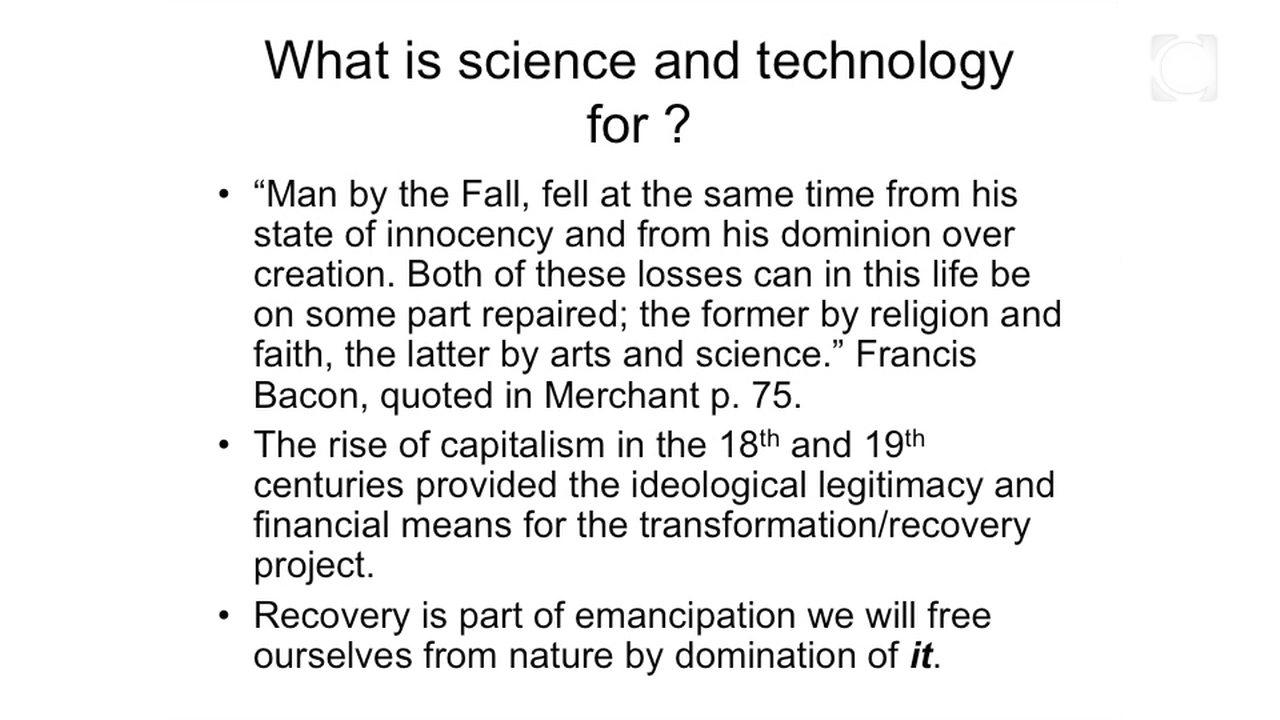 What is science and technology
for ?
• “Man by the Fall, fell at the same time from his
state of innocency and from his dominion over
creation. Both of these losses can in this life be
on some part repaired; the former by religion and
faith, the latter by arts and science.” Francis
Bacon, quoted in Merchant p. 75.
• The rise of capitalism in the 18th and 19th
centuries provided the ideological legitimacy and
financial means for the transformation/recovery
project.
• Recovery is part of emancipation we will free
ourselves from nature by domination of it.